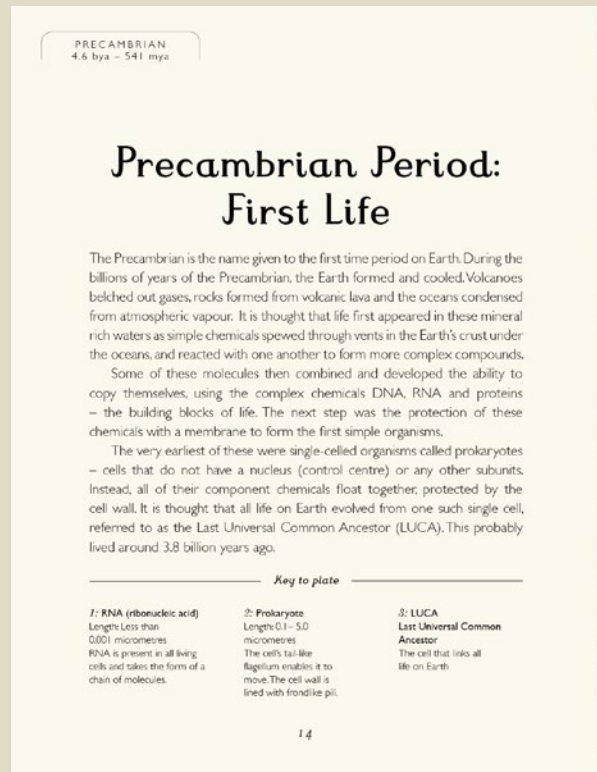 PRECAMBRIAN
4.6 bya – 541 mya
Precambrian Period:
First Life
The Precambrian is the name given to the first time period on Earth. During the
billions of years of the Precambrian, the Earth formed and cooled. Volcanoes
belched out gases, rocks formed from volcanic lava and the oceans condensed
from atmospheric vapour. It is thought that life first appeared in these mineral
rich waters as simple chemicals spewed through vents in the Earth's crust under
the oceans, and reacted with one another to form more complex compounds.
Some of these molecules then combined and developed the ability to
copy themselves, using the complex chemicals DNA, RNA and proteins
– the building blocks of life. The next step was the protection of these
chemicals with a membrane to form the first simple organisms.
The very earliest of these were single-celled organisms called prokaryotes
– cells that do not have a nucleus (control centre) or any other subunits.
Instead, all of their component chemicals float together, protected by the
cell wall. It is thought that all life on Earth evolved from one such single cell,
referred to as the Last Universal Common Ancestor (LUCA). This probably
lived around 3.8 billion years ago.
Key to plate
1: RNA (ribonucleic acid)
Length: Less than
0.001 micrometres
RNA is present in all living
cells and takes the form of a
chain of molecules.
2: Prokaryote
Length: 0.1– 5.0
micrometres
The cell's tail-like
flagellum enables it to
move. The cell wall is
lined with frondlike pili.
3: LUCA
Last Universal Common
Ancestor
The cell that links all
life on Earth
14